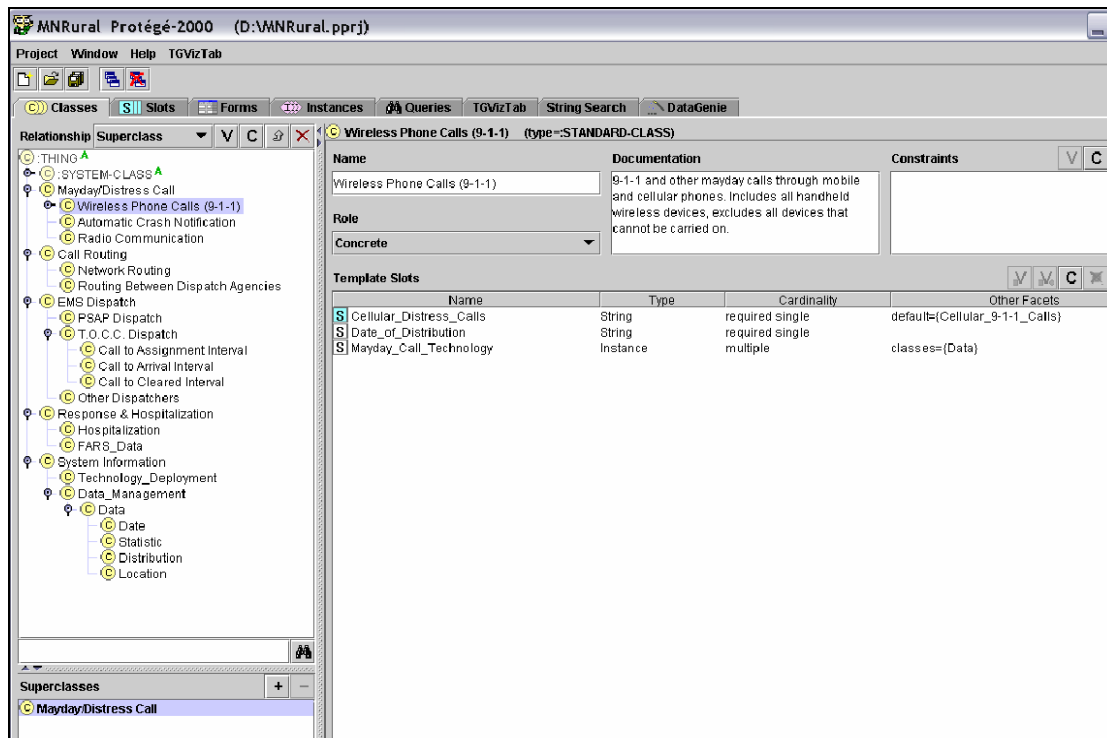 MNRural Protégé-2000 (D:\MNRural.pprj)
Project Window Help TGVizTab
C Classes S Slots Forms Instances Queries TGVizTab String Search DataGenie
Relationship Superclass V C
C :THING A
C :SYSTEM-CLASS A
C Mayday/Distress Call
C Wireless Phone Calls (9-1-1)
C Automatic Crash Notification
C Radio Communication
C Call Routing
C Network Routing
C Routing Between Dispatch Agencies
C EMS Dispatch
C PSAP Dispatch
C T.O.C.C. Dispatch
C Call to Assignment Interval
C Call to Arrival Interval
C Call to Cleared Interval
C Other Dispatchers
C Response & Hospitalization
C Hospitalization
C FARS_Data
C System Information
C Technology_Deployment
C Data_Management
C Data
C Date
C Statistic
C Distribution
C Location
Superclasses + -
C Mayday/Distress Call
C Wireless Phone Calls (9-1-1) (type=:STANDARD-CLASS)
Name
Wireless Phone Calls (9-1-1)
Role
Concrete
Documentation
9-1-1 and other mayday calls through mobile
and cellular phones. Includes all handheld
wireless devices, excludes all devices that
cannot be carried on.
Constraints V C
Template Slots V V C
Name Type Cardinality Other Facets
S Cellular_Distress_Calls String required single default={Cellular_9-1-1_Calls}
S Date_of_Distribution String required single
S Mayday_Call_Technology Instance multiple classes={Data}